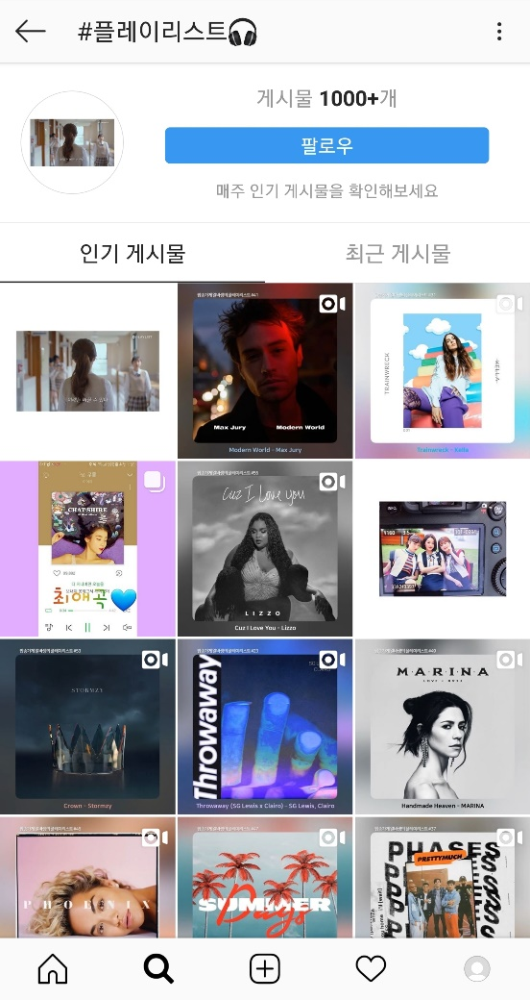 #플레이리스트🎧
게시물 1000+개
팔로우
매주 인기 게시물을 확인해보세요
인기 게시물
최근 게시물
Max Jury
Modern World
Modern World - Max Jury
TRAINWRECK
KELLA
Trainwreck - Kella
CHAT-SHIRE
최애곡💙
Cuz I Love You
LIZZO
Cuz I Love You - Lizzo
STORMZY
Crown - Stormzy
Throwaway
Throwaway (SG Lewis x Clairo) - SG Lewis, Clairo
MARINA
LOVE + FEAR
Handmade Heaven - MARINA
PHOENIX
SUMMER
Days
PHASES
PRETTYMUCH